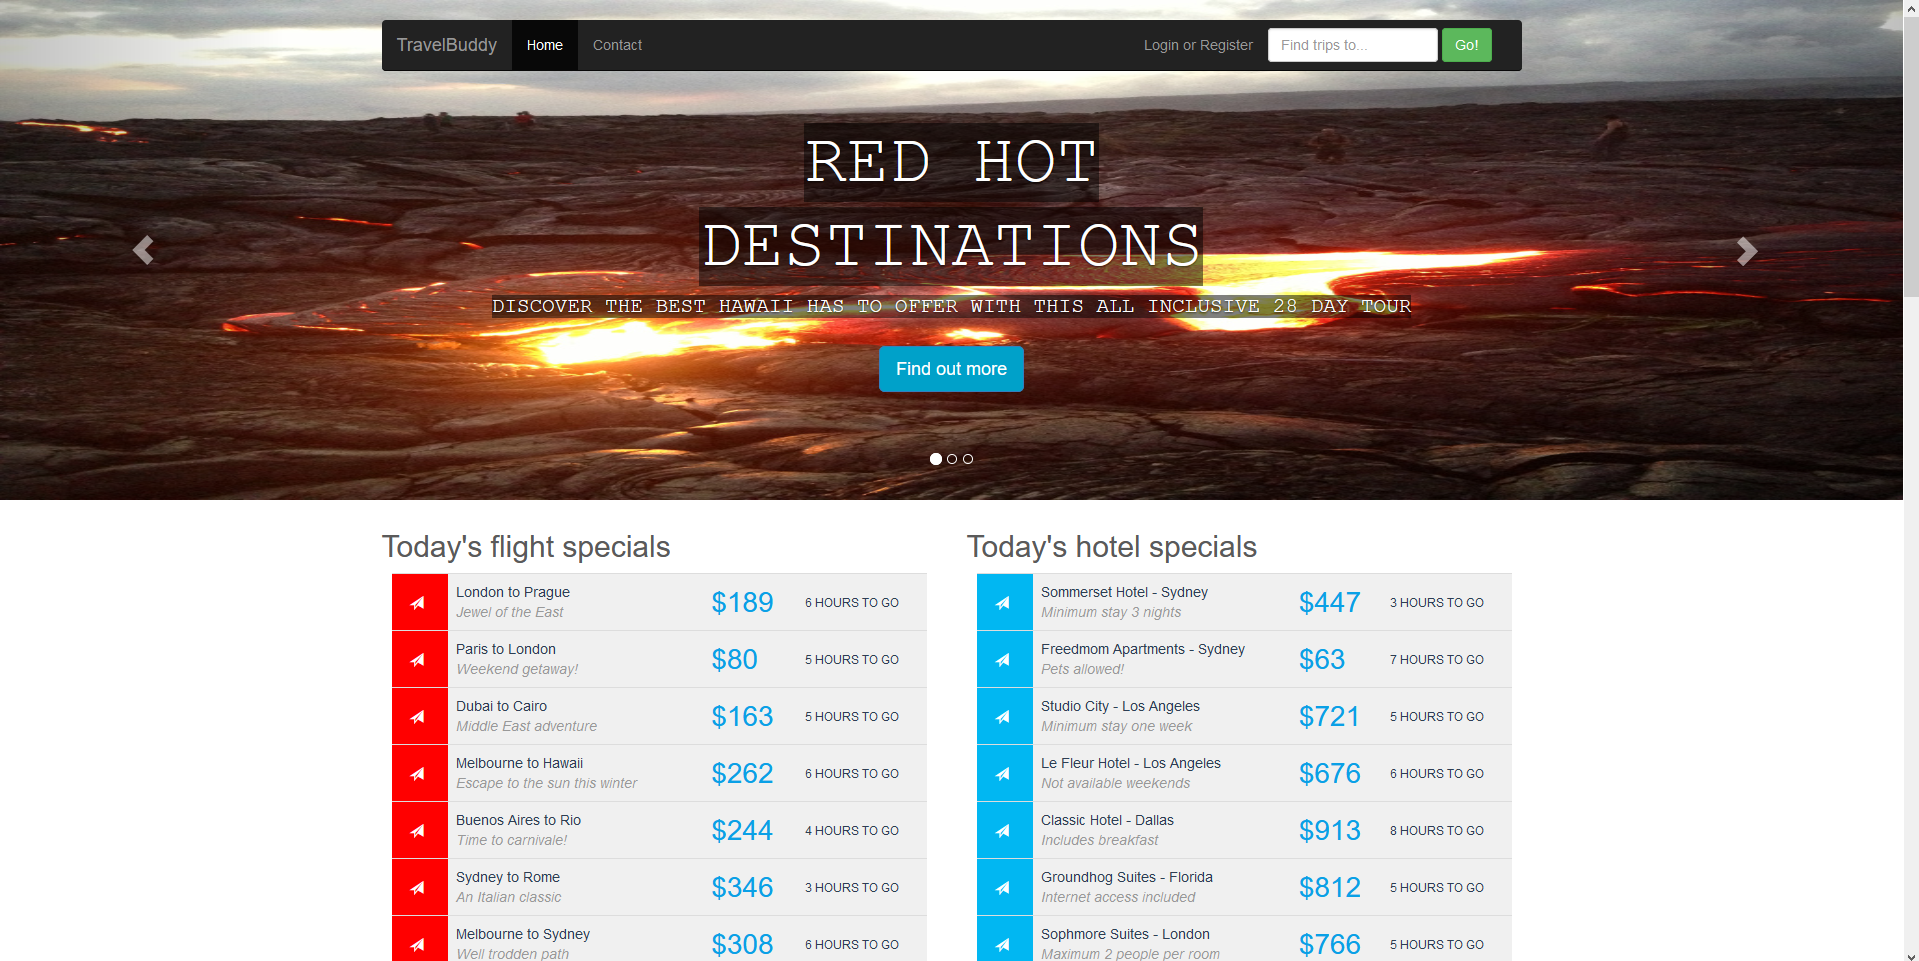 TravelBuddy Home Contact Login or Register Find trips to... Go!
RED HOT
DESTINATIONS
DISCOVER THE BEST HAWAII HAS TO OFFER WITH THIS ALL INCLUSIVE 28 DAY TOUR
Find out more
Today's flight specials
London to Prague
Jewel of the East
$189
6 HOURS TO GO
Paris to London
Weekend getaway!
$80
5 HOURS TO GO
Dubai to Cairo
Middle East adventure
$163
5 HOURS TO GO
Melbourne to Hawaii
Escape to the sun this winter
$262
6 HOURS TO GO
Buenos Aires to Rio
Time to carnivale!
$244
4 HOURS TO GO
Sydney to Rome
An Italian classic
$346
3 HOURS TO GO
Melbourne to Sydney
Well trodden path
$308
6 HOURS TO GO
Today's hotel specials
Sommerset Hotel - Sydney
Minimum stay 3 nights
$447
3 HOURS TO GO
Freedmom Apartments - Sydney
Pets allowed!
$63
7 HOURS TO GO
Studio City - Los Angeles
Minimum stay one week
$721
5 HOURS TO GO
Le Fleur Hotel - Los Angeles
Not available weekends
$676
6 HOURS TO GO
Classic Hotel - Dallas
Includes breakfast
$913
8 HOURS TO GO
Groundhog Suites - Florida
Internet access included
$812
5 HOURS TO GO
Sophmore Suites - London
Maximum 2 people per room
$766
5 HOURS TO GO